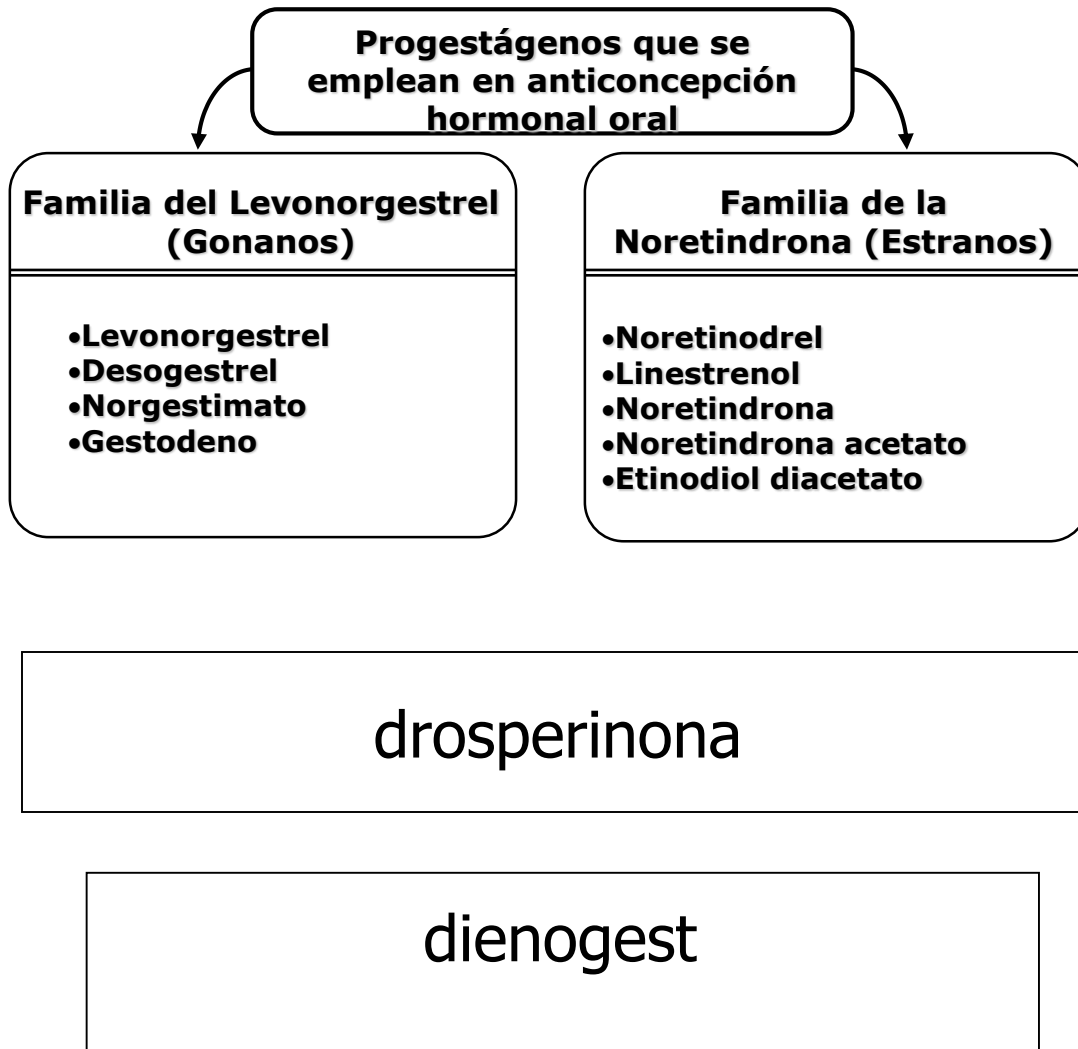 Progestágenos que se
emplean en anticoncepción
hormonal oral
Familia del Levonorgestrel
(Gonanos)
•Levonorgestrel
•Desogestrel
•Norgestimato
•Gestodeno
Familia de la
Noretindrona (Estranos)
•Noretinodrel
•Linestrenol
•Noretindrona
•Noretindrona acetato
•Etinodiol diacetato
drosperinona
dienogest